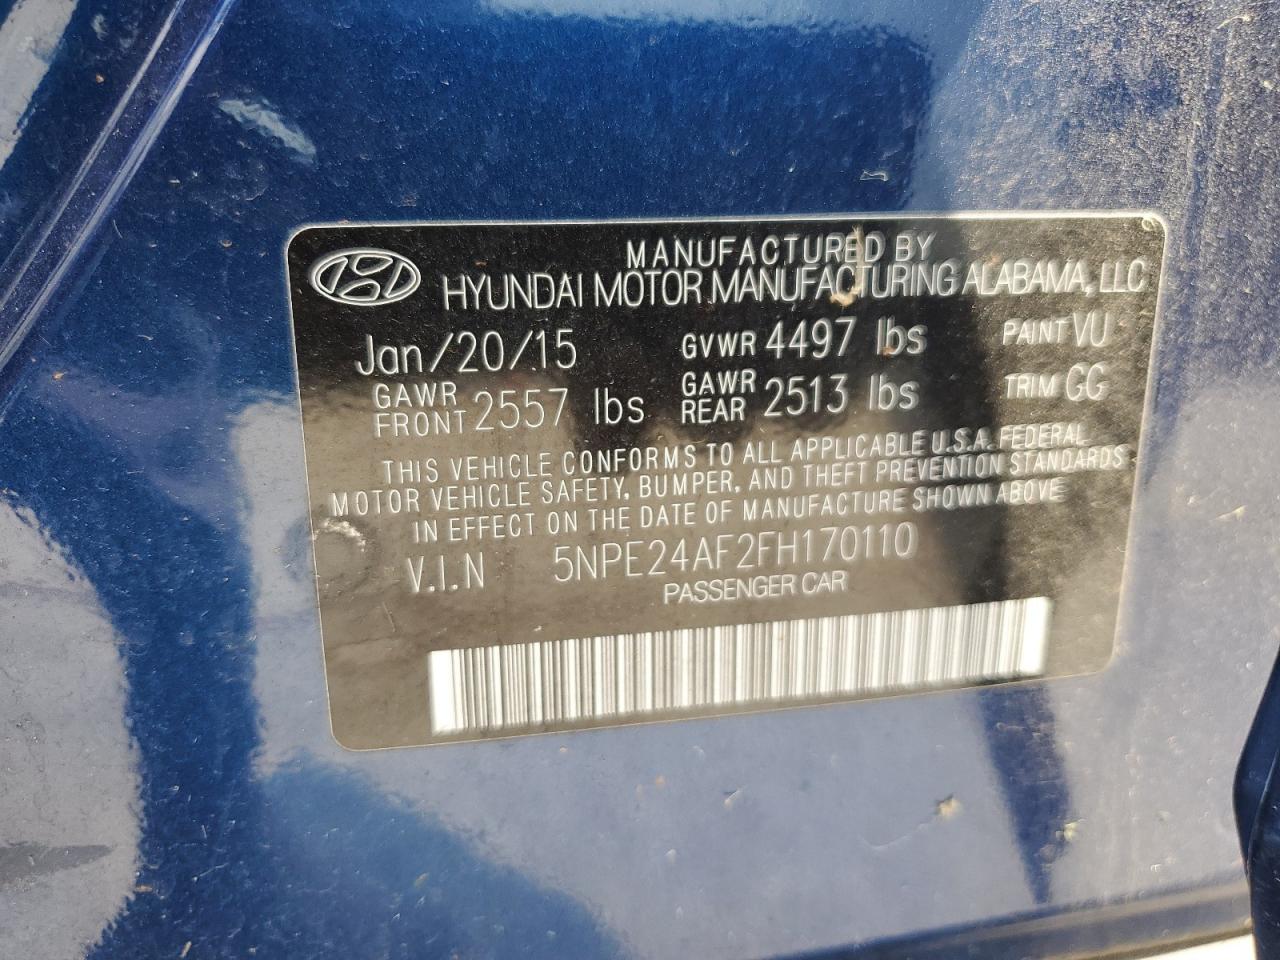 MANUFACTURED BY
HYUNDAI MOTOR MANUFACTURING ALABAMA, LLC
Jan/20/15 GVWR 4497 lbs PAINT VU
GAWR FRONT 2557 lbs GAWR REAR 2513 lbs TRIM GG
THIS VEHICLE CONFORMS TO ALL APPLICABLE U.S.A. FEDERAL
MOTOR VEHICLE SAFETY, BUMPER, AND THEFT PREVENTION STANDARDS
IN EFFECT ON THE DATE OF MANUFACTURE SHOWN ABOVE
V.I.N 5NPE24AF2FH170110
PASSENGER CAR